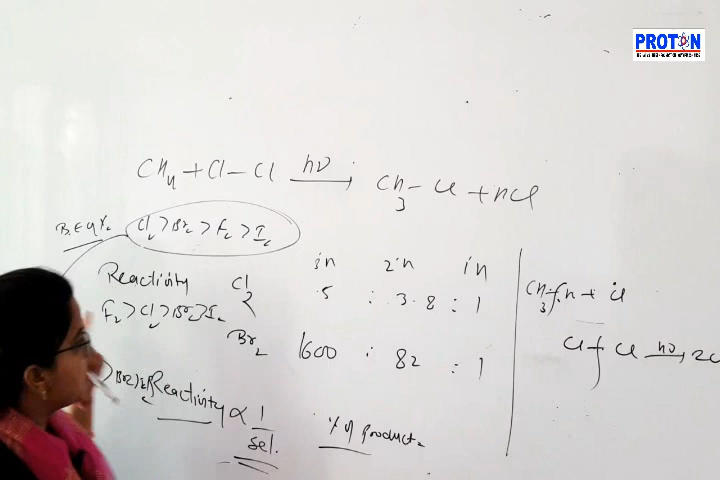 PROTON
CH₄ + Cl – Cl hν → CH₃ – Cl + HCl
B.E of X₂ Cl₂ > Br₂ > F₂ > I₂
3°H 2°H 1°H
Reactivity Cl₂ 5 : 3.8 : 1
F₂ > Cl₂ > Br₂ > I₂
Br₂ 1600 : 82 : 1
Reactivity ∝ 1/sel.
% of product
CH₃ H + Cl
Cl Cl hν → 2Cl